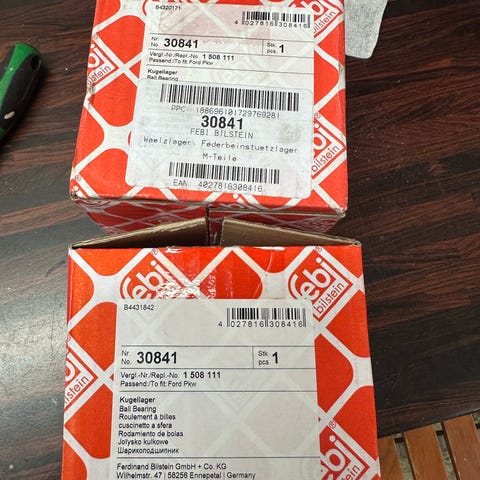 B4320171
4 027816 308416
febi
bilstein
Nr.
No. 30841 Stk. pcs 1
Vergl.-Nr./Repl.-No. 1 508 111
Passend./To fit: Ford Pkw
Kugellager
Ball Bearing
30841
FEBI BILSTEIN
Waelzlager, Federbeinstuetzlager
M-Teile
EAN 4027816308416
febi
bilstein
B4431842
4 027816 308416
Nr.
No. 30841 Stk. pcs 1
Vergl.-Nr./Repl.-No. 1 508 111
Passend./To fit: Ford Pkw
Kugellager
Ball Bearing
Roulement à billes
cuscinetto a sfera
Rodamiento de bolas
Jolysko kulkowe
Шарикоподшипник
Ferdinand Bilstein GmbH + Co. KG
Wilhelmstr. 47 | 58256 Ennepetal | Germany